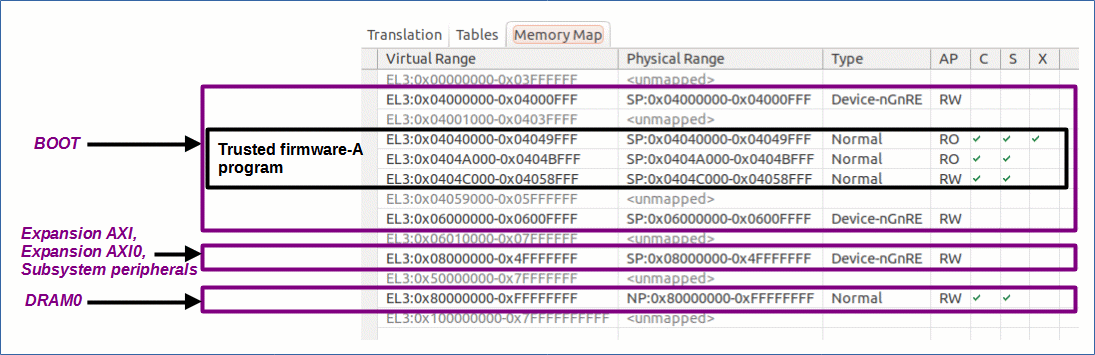 Translation Tables Memory Map
Virtual Range Physical Range Type AP C S X
EL3:0x00000000-0x03FFFFFF <unmapped>
EL3:0x04000000-0x04000FFF SP:0x04000000-0x04000FFF Device-nGnRE RW
EL3:0x04001000-0x0403FFFF <unmapped>
BOOT
Trusted firmware-A
program
EL3:0x04040000-0x04049FFF SP:0x04040000-0x04049FFF Normal RO ✓ ✓ ✓
EL3:0x0404A000-0x0404BFFF SP:0x0404A000-0x0404BFFF Normal RO ✓ ✓
EL3:0x0404C000-0x04058FFF SP:0x0404C000-0x04058FFF Normal RW ✓ ✓
EL3:0x04059000-0x05FFFFFF <unmapped>
EL3:0x06000000-0x0600FFFF SP:0x06000000-0x0600FFFF Device-nGnRE RW
EL3:0x06010000-0x07FFFFFF <unmapped>
Expansion AXI,
Expansion AXI0,
Subsystem peripherals
EL3:0x08000000-0x4FFFFFFF SP:0x08000000-0x4FFFFFFF Device-nGnRE RW
EL3:0x50000000-0x7FFFFFFF <unmapped>
DRAM0
EL3:0x80000000-0xFFFFFFFF NP:0x80000000-0xFFFFFFFF Normal RW ✓ ✓
EL3:0x100000000-0x7FFFFFFFFFF <unmapped>